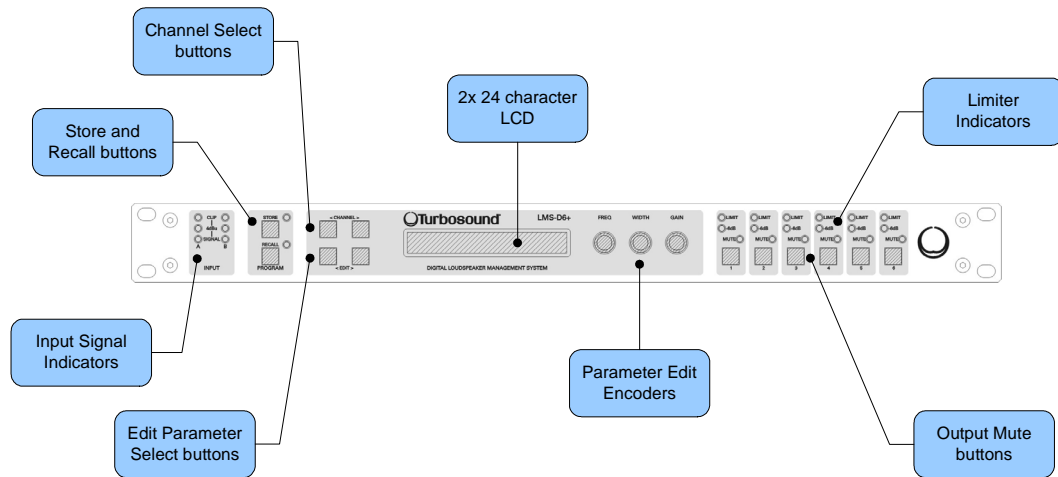 Channel Select
buttons
2x 24 character
LCD
Limiter
Indicators
Store and
Recall buttons
CLIP
4dBu
SIGNAL
A B
INPUT
STORE
RECALL
PROGRAM
< CHANNEL >
< EDIT >
Turbosound
LMS-D6+
DIGITAL LOUDSPEAKER MANAGEMENT SYSTEM
FREQ. WIDTH GAIN
LIMIT LIMIT LIMIT LIMIT LIMIT LIMIT
-6dB -6dB -6dB -6dB -6dB -6dB
MUTE MUTE MUTE MUTE MUTE MUTE
1 2 3 4 5 6
Input Signal
Indicators
Parameter Edit
Encoders
Edit Parameter
Select buttons
Output Mute
buttons